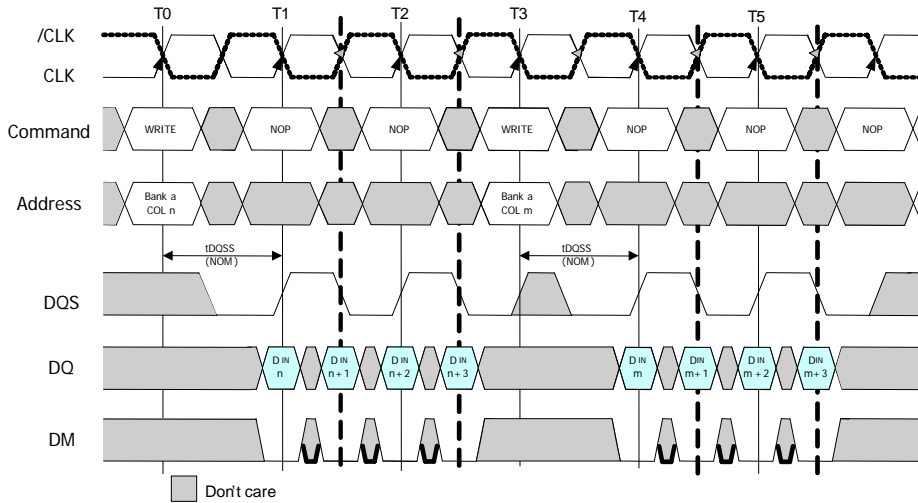 T0 T1 T2 T3 T4 T5
/CLK
CLK
Command WRITE NOP NOP WRITE NOP NOP NOP
Address Bank a Bank a
COL n COL m
tDQSS tDQSS
(NOM) (NOM)
DQS
DQ D IN D IN D IN D IN D IN DIN D IN DIN
n n+1 n+2 n+3 m m+1 m+2 m+3
DM
Don't care